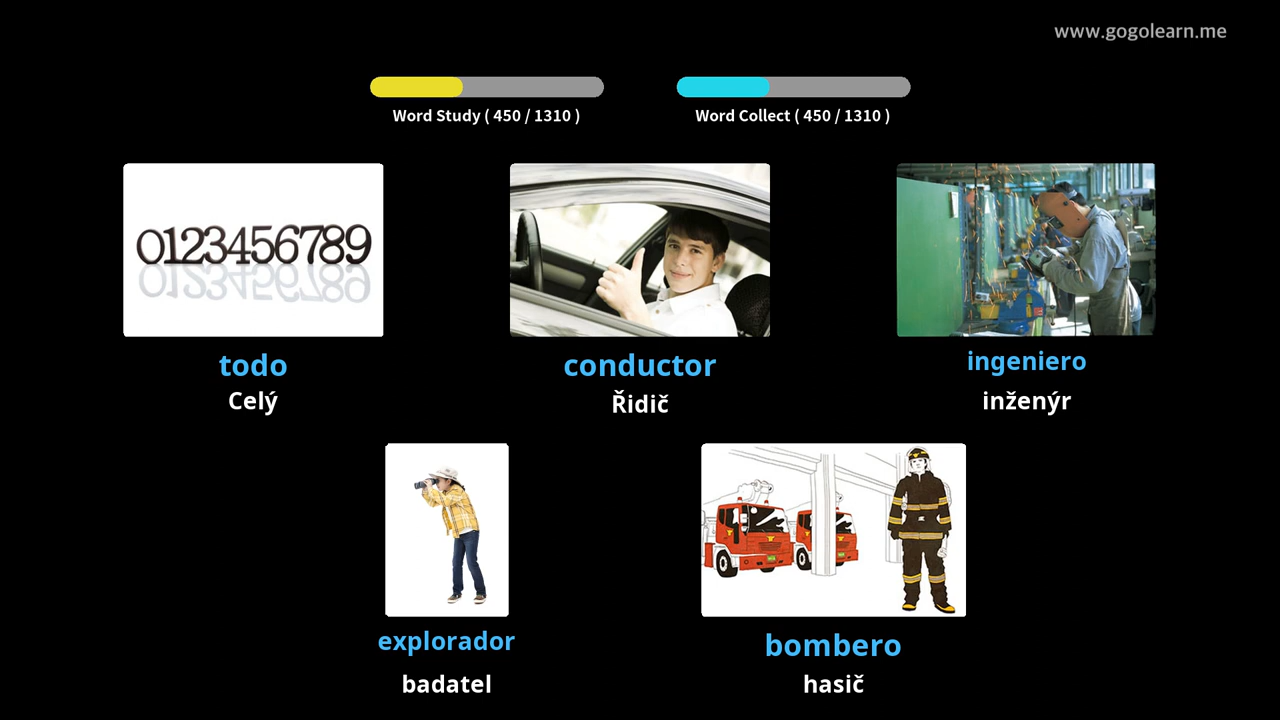 www.gogolearn.me
Word Study ( 450 / 1310 )
Word Collect ( 450 / 1310 )
0123456789
todo
Celý
conductor
Řidič
ingeniero
inženýr
explorador
badatel
bombero
hasič